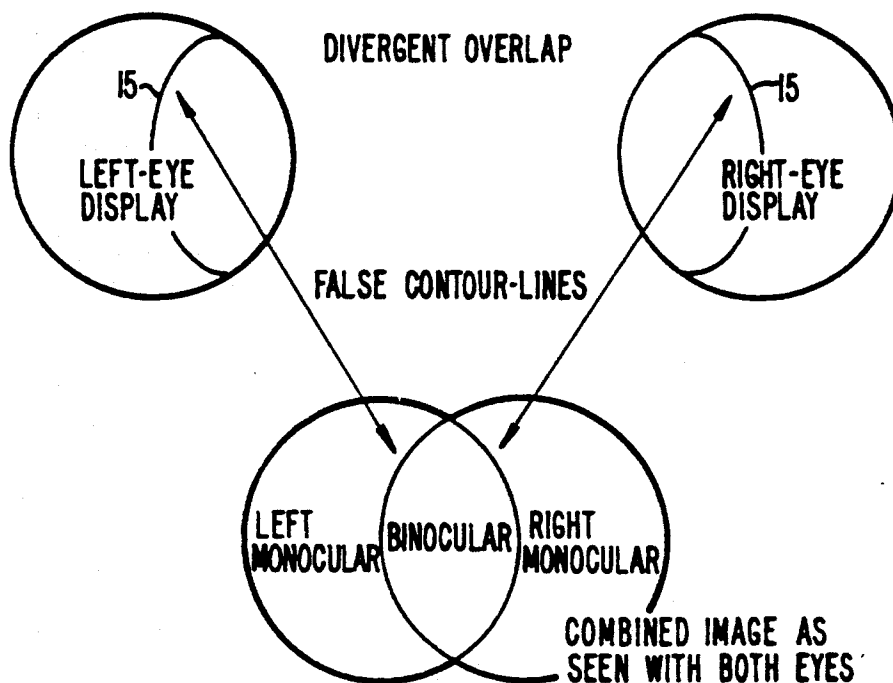 DIVERGENT OVERLAP
15
15
LEFT-EYE
DISPLAY
RIGHT-EYE
DISPLAY
FALSE CONTOUR-LINES
LEFT
MONOCULAR
BINOCULAR
RIGHT
MONOCULAR
COMBINED IMAGE AS
SEEN WITH BOTH EYES